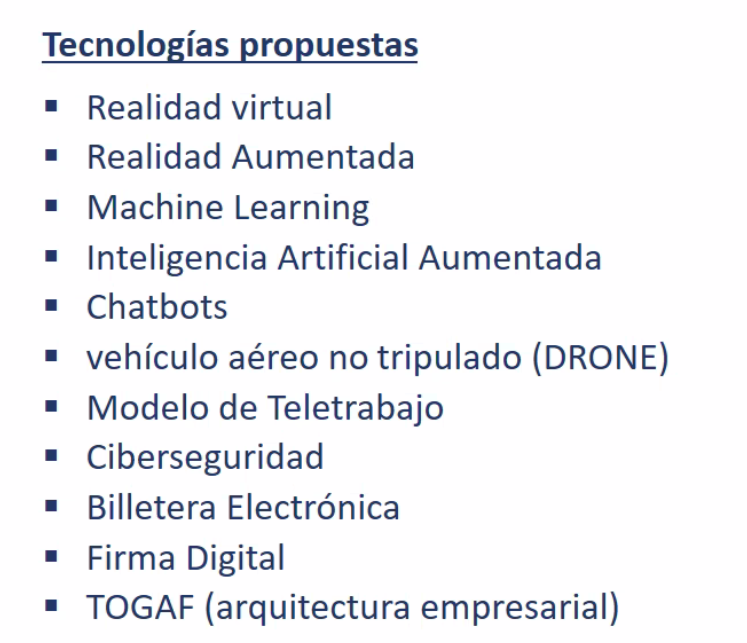 Tecnologías propuestas
▪ Realidad virtual
▪ Realidad Aumentada
▪ Machine Learning
▪ Inteligencia Artificial Aumentada
▪ Chatbots
▪ vehículo aéreo no tripulado (DRONE)
▪ Modelo de Teletrabajo
▪ Ciberseguridad
▪ Billetera Electrónica
▪ Firma Digital
▪ TOGAF (arquitectura empresarial)